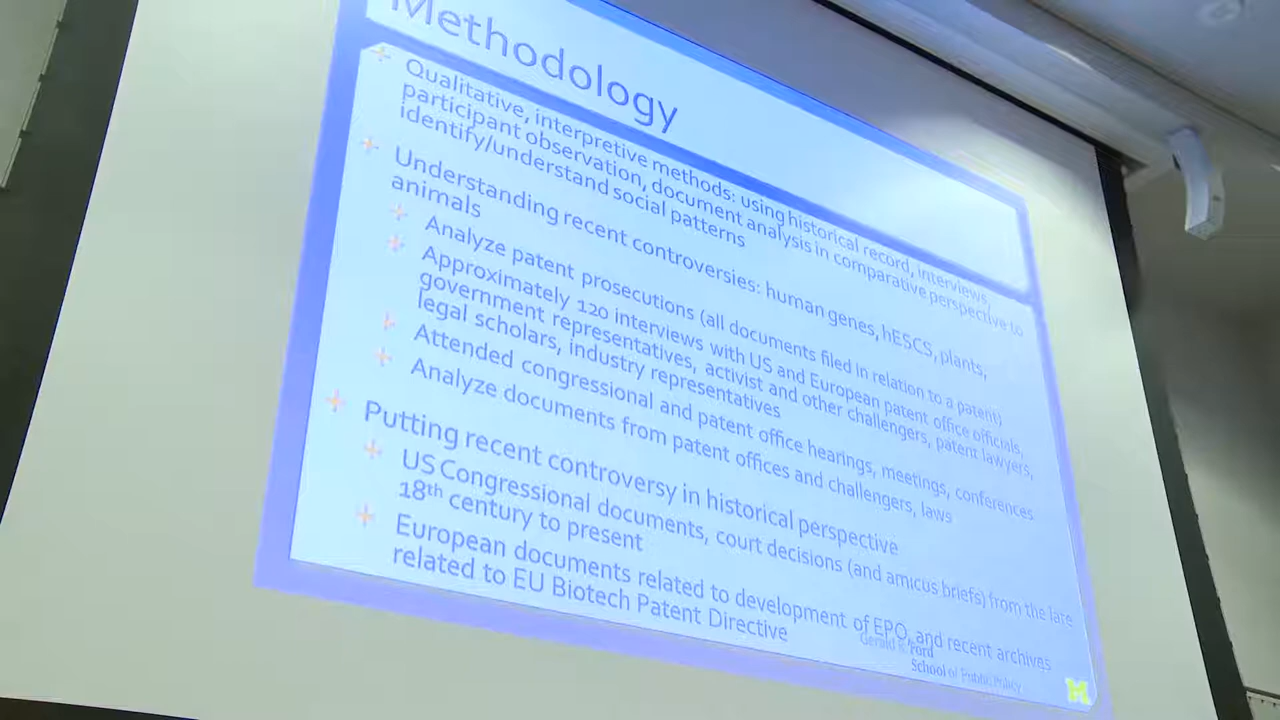 Methodology
Qualitative, interpretive methods: using historical record, interviews,
participant observation, document analysis in comparative perspective to
identify/understand social patterns
Understanding recent controversies: human genes, hESCS, plants,
animals
Analyze patent prosecutions (all documents filed in relation to a patent)
Approximately 120 interviews with US and European patent office officials,
government representatives, activist and other challengers, patent lawyers,
legal scholars, industry representatives
Attended congressional and patent office hearings, meetings, conferences
Analyze documents from patent offices and challengers, laws
Putting recent controversy in historical perspective
US Congressional documents, court decisions (and amicus briefs) from the late
18th century to present
European documents related to development of EPO, and recent archives
related to EU Biotech Patent Directive
Gerald R. Ford
School of Public Policy
M